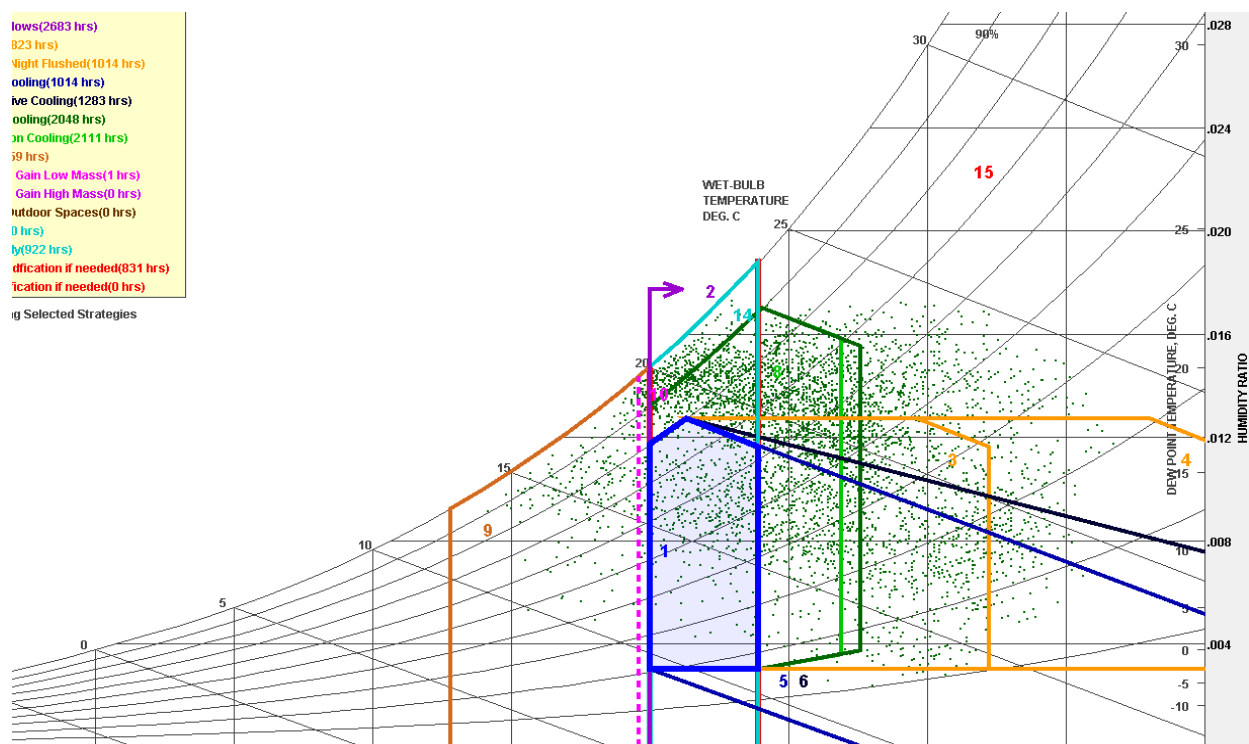 lows(2683 hrs)
823 hrs)
Night Flushed(1014 hrs)
ooling(1014 hrs)
ive Cooling(1283 hrs)
ooling(2048 hrs)
on Cooling(2111 hrs)
59 hrs)
Gain Low Mass(1 hrs)
Gain High Mass(0 hrs)
Outdoor Spaces(0 hrs)
0 hrs)
ly(922 hrs)
dfication if needed(831 hrs)
fication if needed(0 hrs)
ng Selected Strategies
WET-BULB
TEMPERATURE
DEG. C
0
5
10
15
20
25
30
90%
1
2
3
4
5
6
7
8
9
10
14
15
DEW POINT TEMPERATURE, DEG. C
30
25
20
15
10
5
0
-5
-10
.028
.024
.020
.016
.012
.008
.004
HUMIDITY RATIO